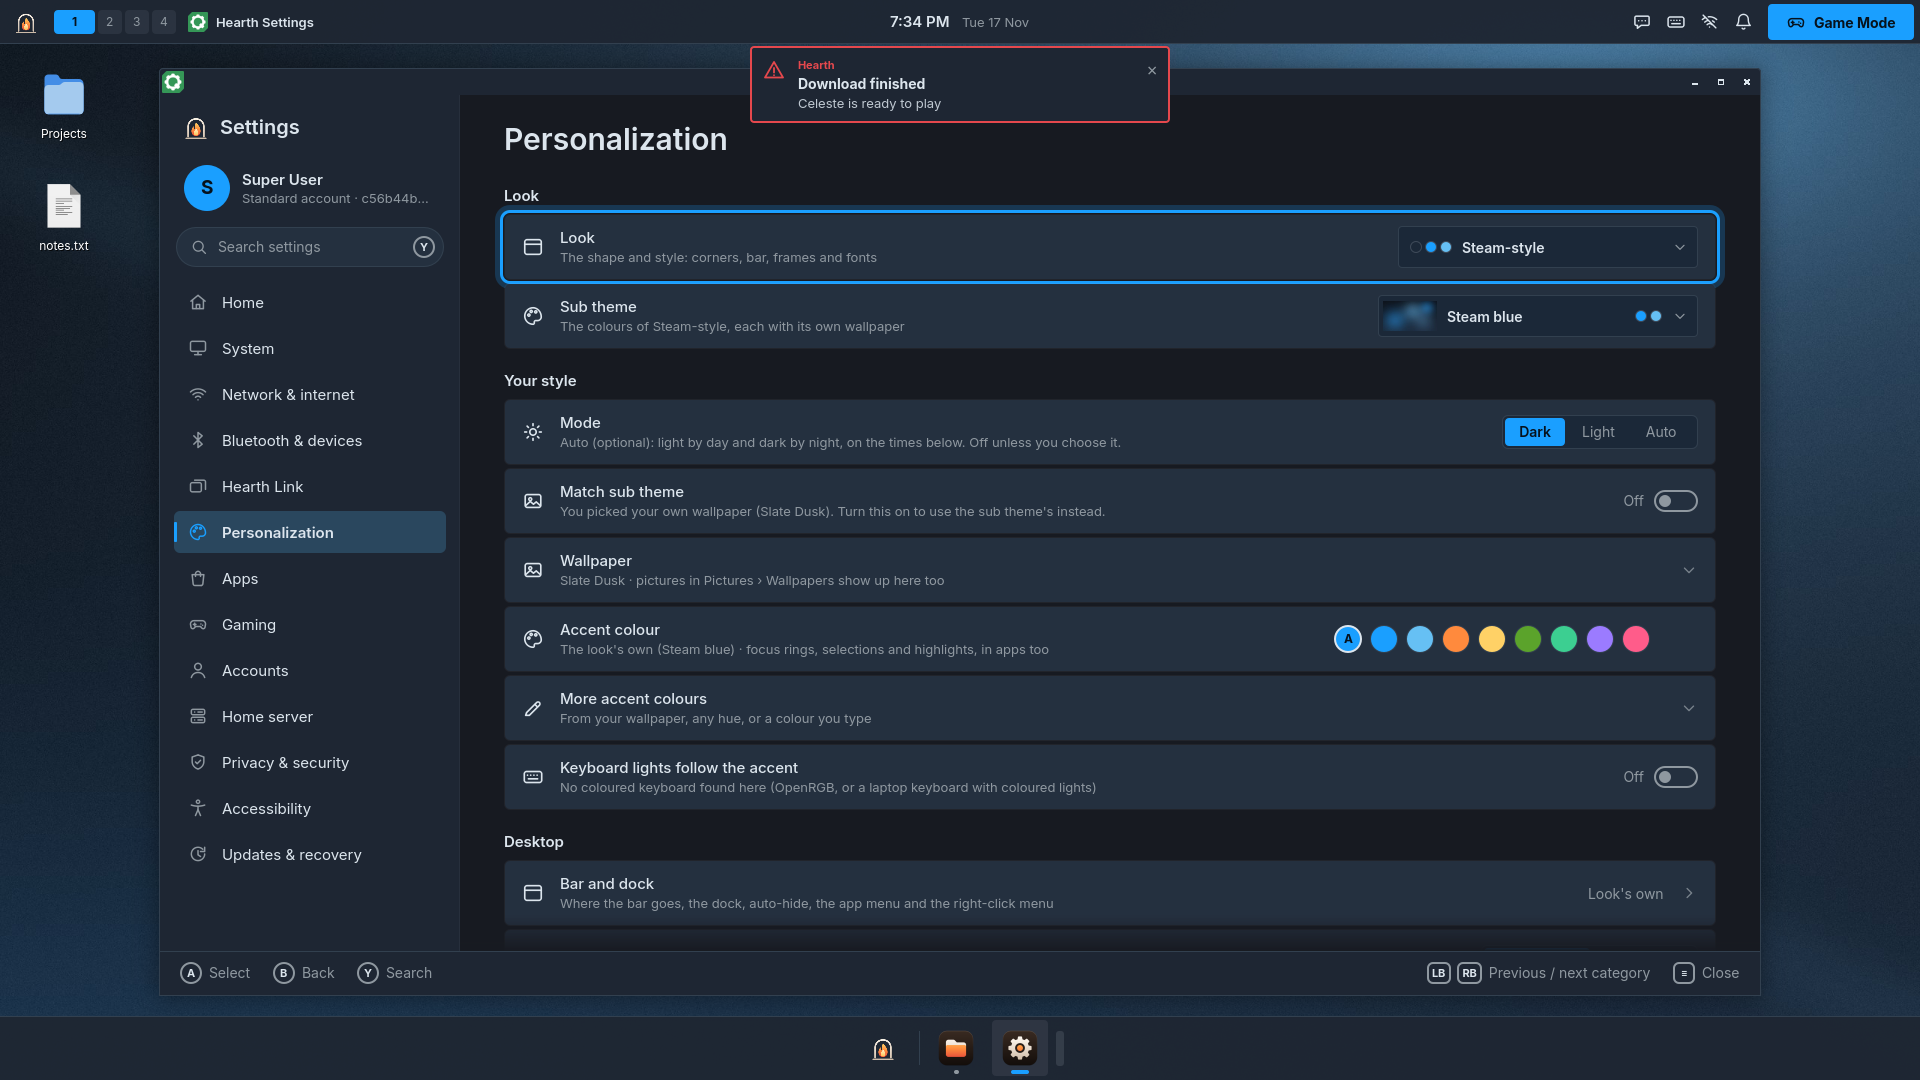 1 2 3 4 Hearth Settings
7:34 PM Tue 17 Nov
Game Mode
Hearth
Download finished
Celeste is ready to play
Projects
notes.txt
Settings
S
Super User
Standard account · c56b44b...
Search settings Y
Home
System
Network & internet
Bluetooth & devices
Hearth Link
Personalization
Apps
Gaming
Accounts
Home server
Privacy & security
Accessibility
Updates & recovery
Personalization
Look
Look
The shape and style: corners, bar, frames and fonts
Steam-style
Sub theme
The colours of Steam-style, each with its own wallpaper
Steam blue
Your style
Mode
Auto (optional): light by day and dark by night, on the times below. Off unless you choose it.
Dark Light Auto
Match sub theme
You picked your own wallpaper (Slate Dusk). Turn this on to use the sub theme's instead.
Off
Wallpaper
Slate Dusk · pictures in Pictures › Wallpapers show up here too
Accent colour
The look's own (Steam blue) · focus rings, selections and highlights, in apps too
A
More accent colours
From your wallpaper, any hue, or a colour you type
Keyboard lights follow the accent
No coloured keyboard found here (OpenRGB, or a laptop keyboard with coloured lights)
Off
Desktop
Bar and dock
Where the bar goes, the dock, auto-hide, the app menu and the right-click menu
Look's own
A Select B Back Y Search
LB RB Previous / next category Close